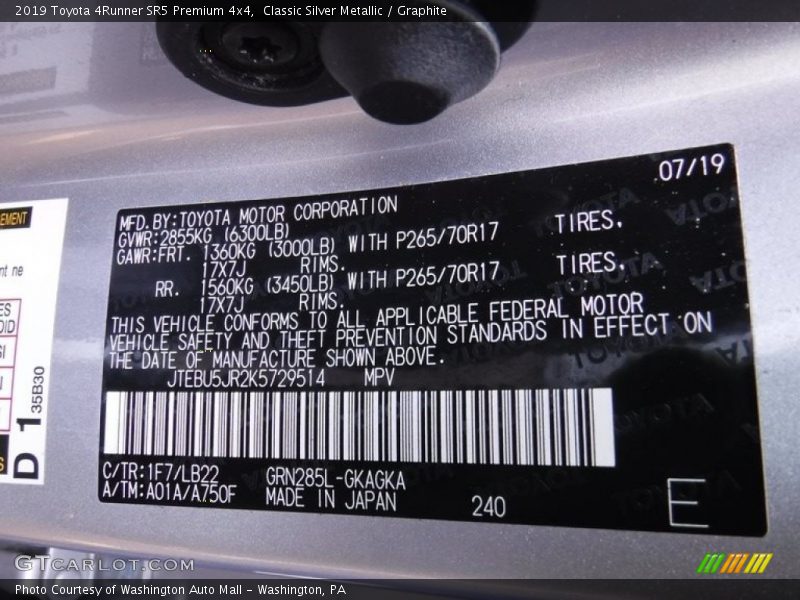 2019 Toyota 4Runner SR5 Premium 4x4, Classic Silver Metallic / Graphite
07/19
MFD.BY:TOYOTA MOTOR CORPORATION
GVWR:2855KG (6300LB)
GAWR:FRT. 1360KG (3000LB) WITH P265/70R17 TIRES,
17X7J RIMS.
RR. 1560KG (3450LB) WITH P265/70R17 TIRES,
17X7J RIMS.
THIS VEHICLE CONFORMS TO ALL APPLICABLE FEDERAL MOTOR
VEHICLE SAFETY AND THEFT PREVENTION STANDARDS IN EFFECT ON
THE DATE OF MANUFACTURE SHOWN ABOVE.
JTEBU5JR2K5729514 MPV
C/TR:1F7/LB22 GRN285L-GKAGKA
A/TM:A01A/A750F MADE IN JAPAN 240 E
D 1 35B30
GTCARLOT.COM
Photo Courtesy of Washington Auto Mall - Washington, PA